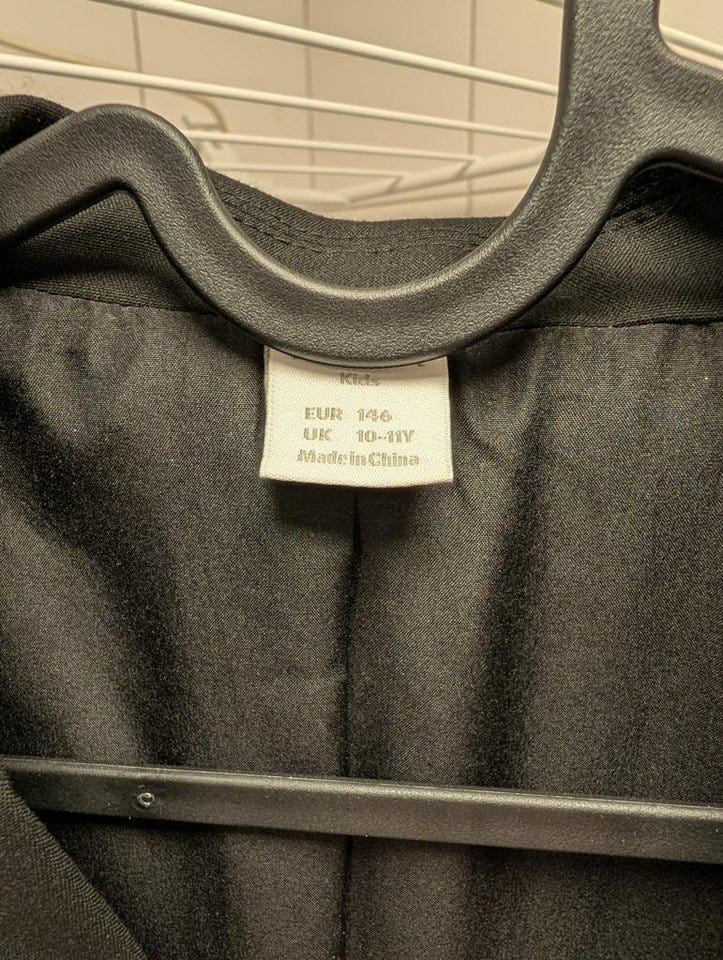 Kids
EUR 146
UK 10-11Y
Made in China